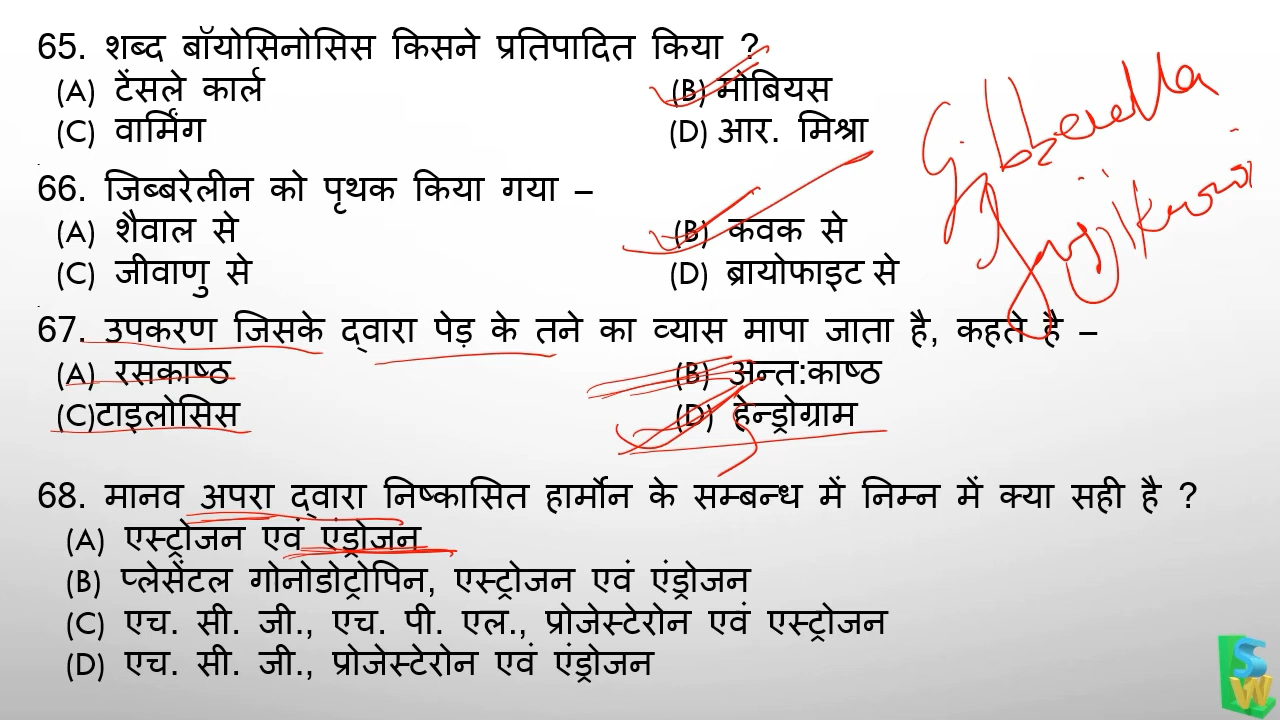 65. शब्द बॉयोसिनोसिस किसने प्रतिपादित किया ?
(A) टेंसले कार्ल (B) मोबियस
(C) वार्मिंग (D) आर. मिश्रा
66. जिब्बरेलीन को पृथक किया गया –
(A) शैवाल से (B) कवक से
(C) जीवाणु से (D) ब्रायोफाइट से
67. उपकरण जिसके द्वारा पेड़ के तने का व्यास मापा जाता है, कहते है –
(A) रसकाष्ठ (B) अन्त:काष्ठ
(C)टाइलोसिस (D) हेन्ड्रोग्राम
68. मानव अपरा द्वारा निष्कासित हार्मोन के सम्बन्ध में निम्न में क्या सही है ?
(A) एस्ट्रोजन एवं एंड्रोजन
(B) प्लेसेंटल गोनोडोट्रोपिन, एस्ट्रोजन एवं एंड्रोजन
(C) एच. सी. जी., एच. पी. एल., प्रोजेस्टेरोन एवं एस्ट्रोजन
(D) एच. सी. जी., प्रोजेस्टेरोन एवं एंड्रोजन
SW